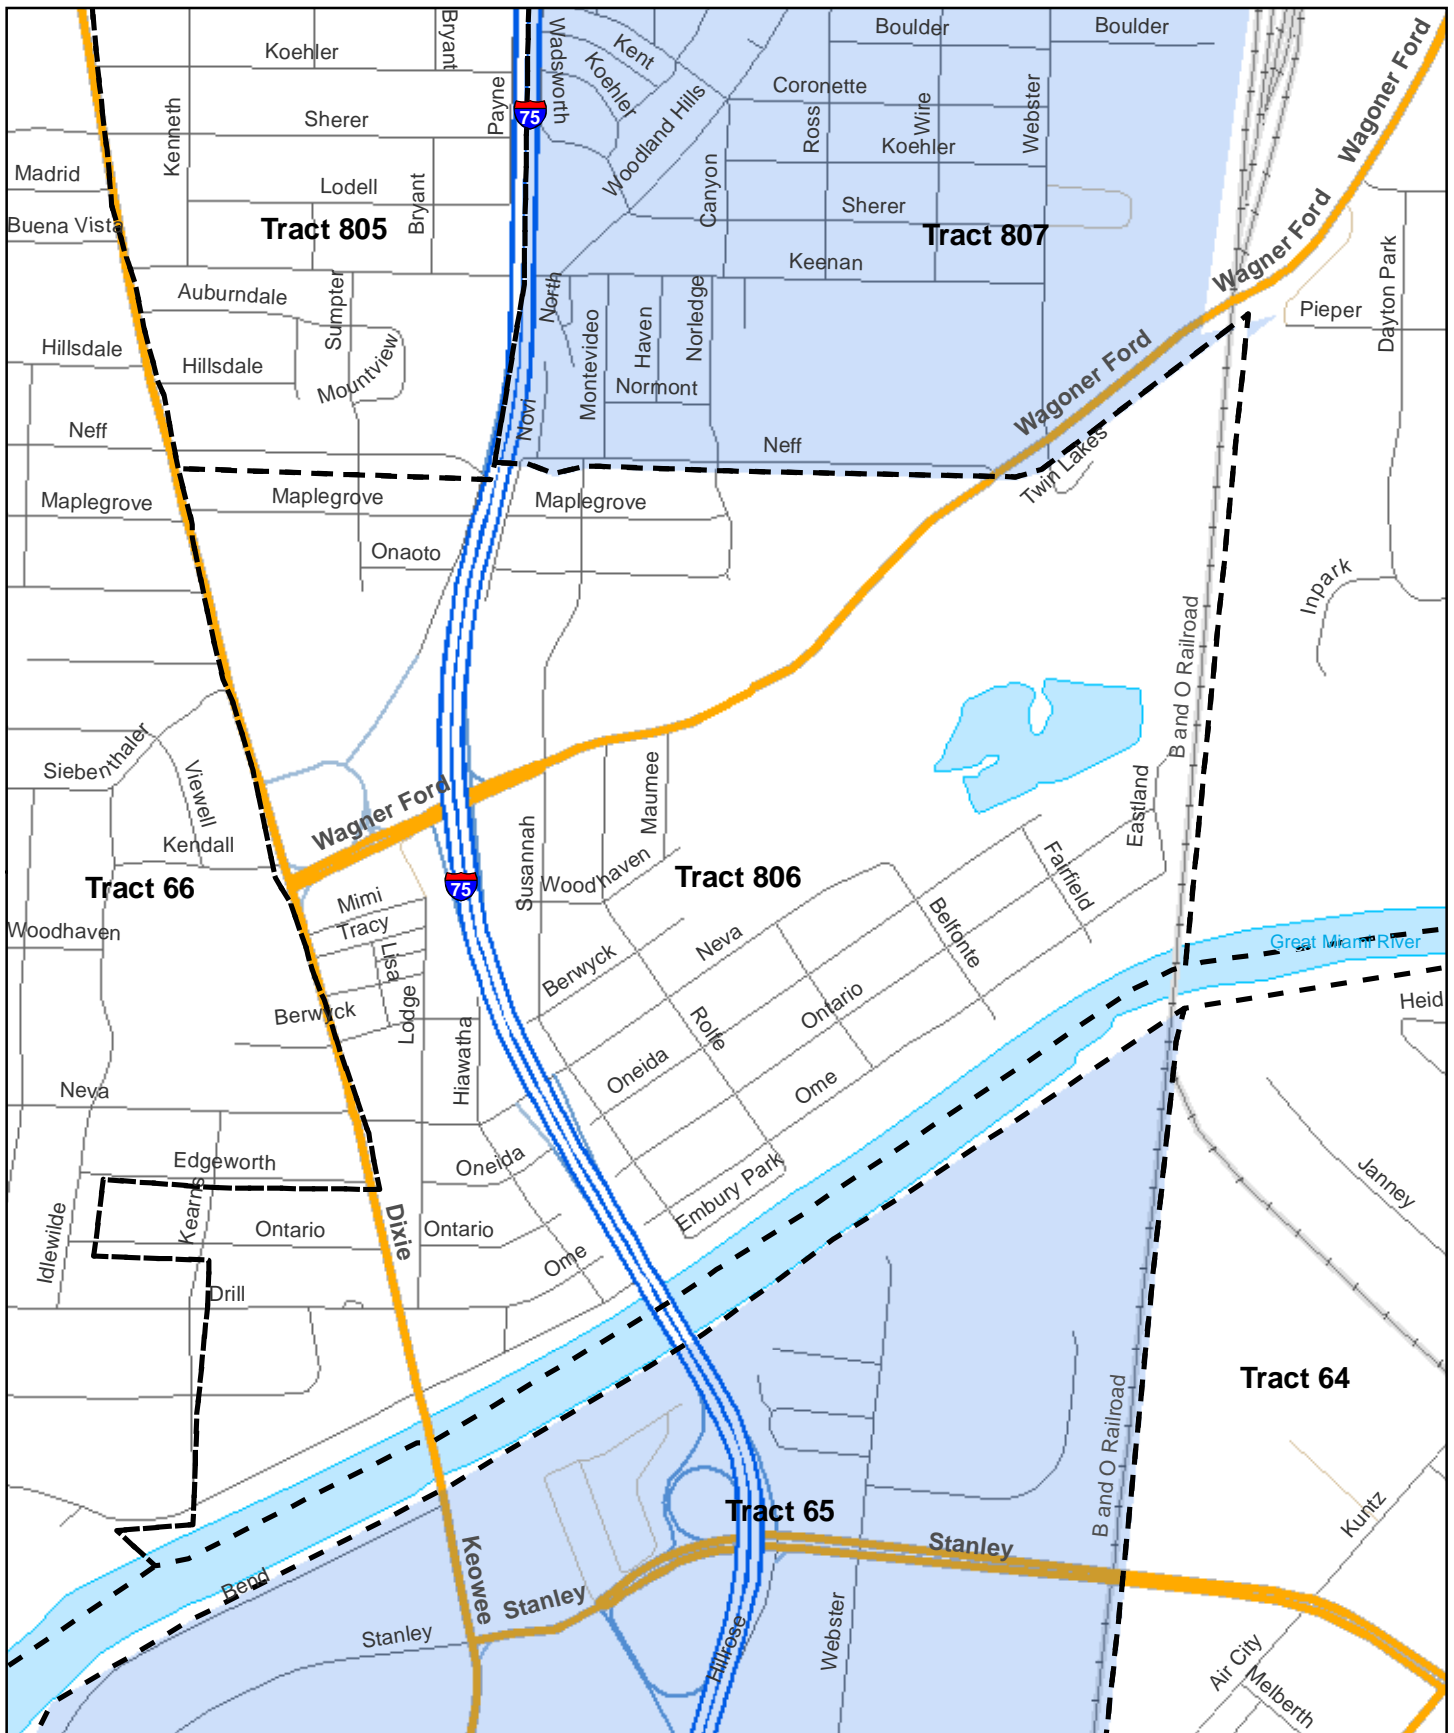 Koehler
Bryant
Wadsworth
Kent
Koehler
Boulder
Boulder
Wagoner Ford
Kenneth
Sherer
Payne
75
Woodland Hills
Coronette
Ross
Wire
Webster
Koehler
Madrid
Lodell
Bryant
Canyon
Sherer
Buena Vista
Tract 805
Tract 807
Keenan
Wagner Ford
Dayton Park
Auburndale
Sumpter
North
Montevideo
Haven
Norledge
Pieper
Hillsdale
Hillsdale
Mountview
Normont
Wagoner Ford
Neff
Novi
Neff
Twin Lakes
Maplegrove
Maplegrove
Maplegrove
Onaoto
Inpark
B and O Railroad
Siebenthaler
Viewell
Wagner Ford
Maumee
Eastland
Kendall
Susannah
Woodhaven
Fairfield
Tract 66
75
Tract 806
Mimi
Tracy
Lisa
Woodhaven
Berwyck
Neva
Belfonte
Great Miami River
Berwyck
Lodge
Hiawatha
Rolfe
Ontario
Heid
Neva
Oneida
Ome
Edgeworth
Oneida
Embury Park
Janney
Kearns
Idlewilde
Ontario
Dixie
Ontario
Ome
Drill
Tract 64
B and O Railroad
Tract 65
Kuntz
Stanley
Bend
Keowee
Stanley
Stanley
Hillrose
Webster
Air City
Melberth